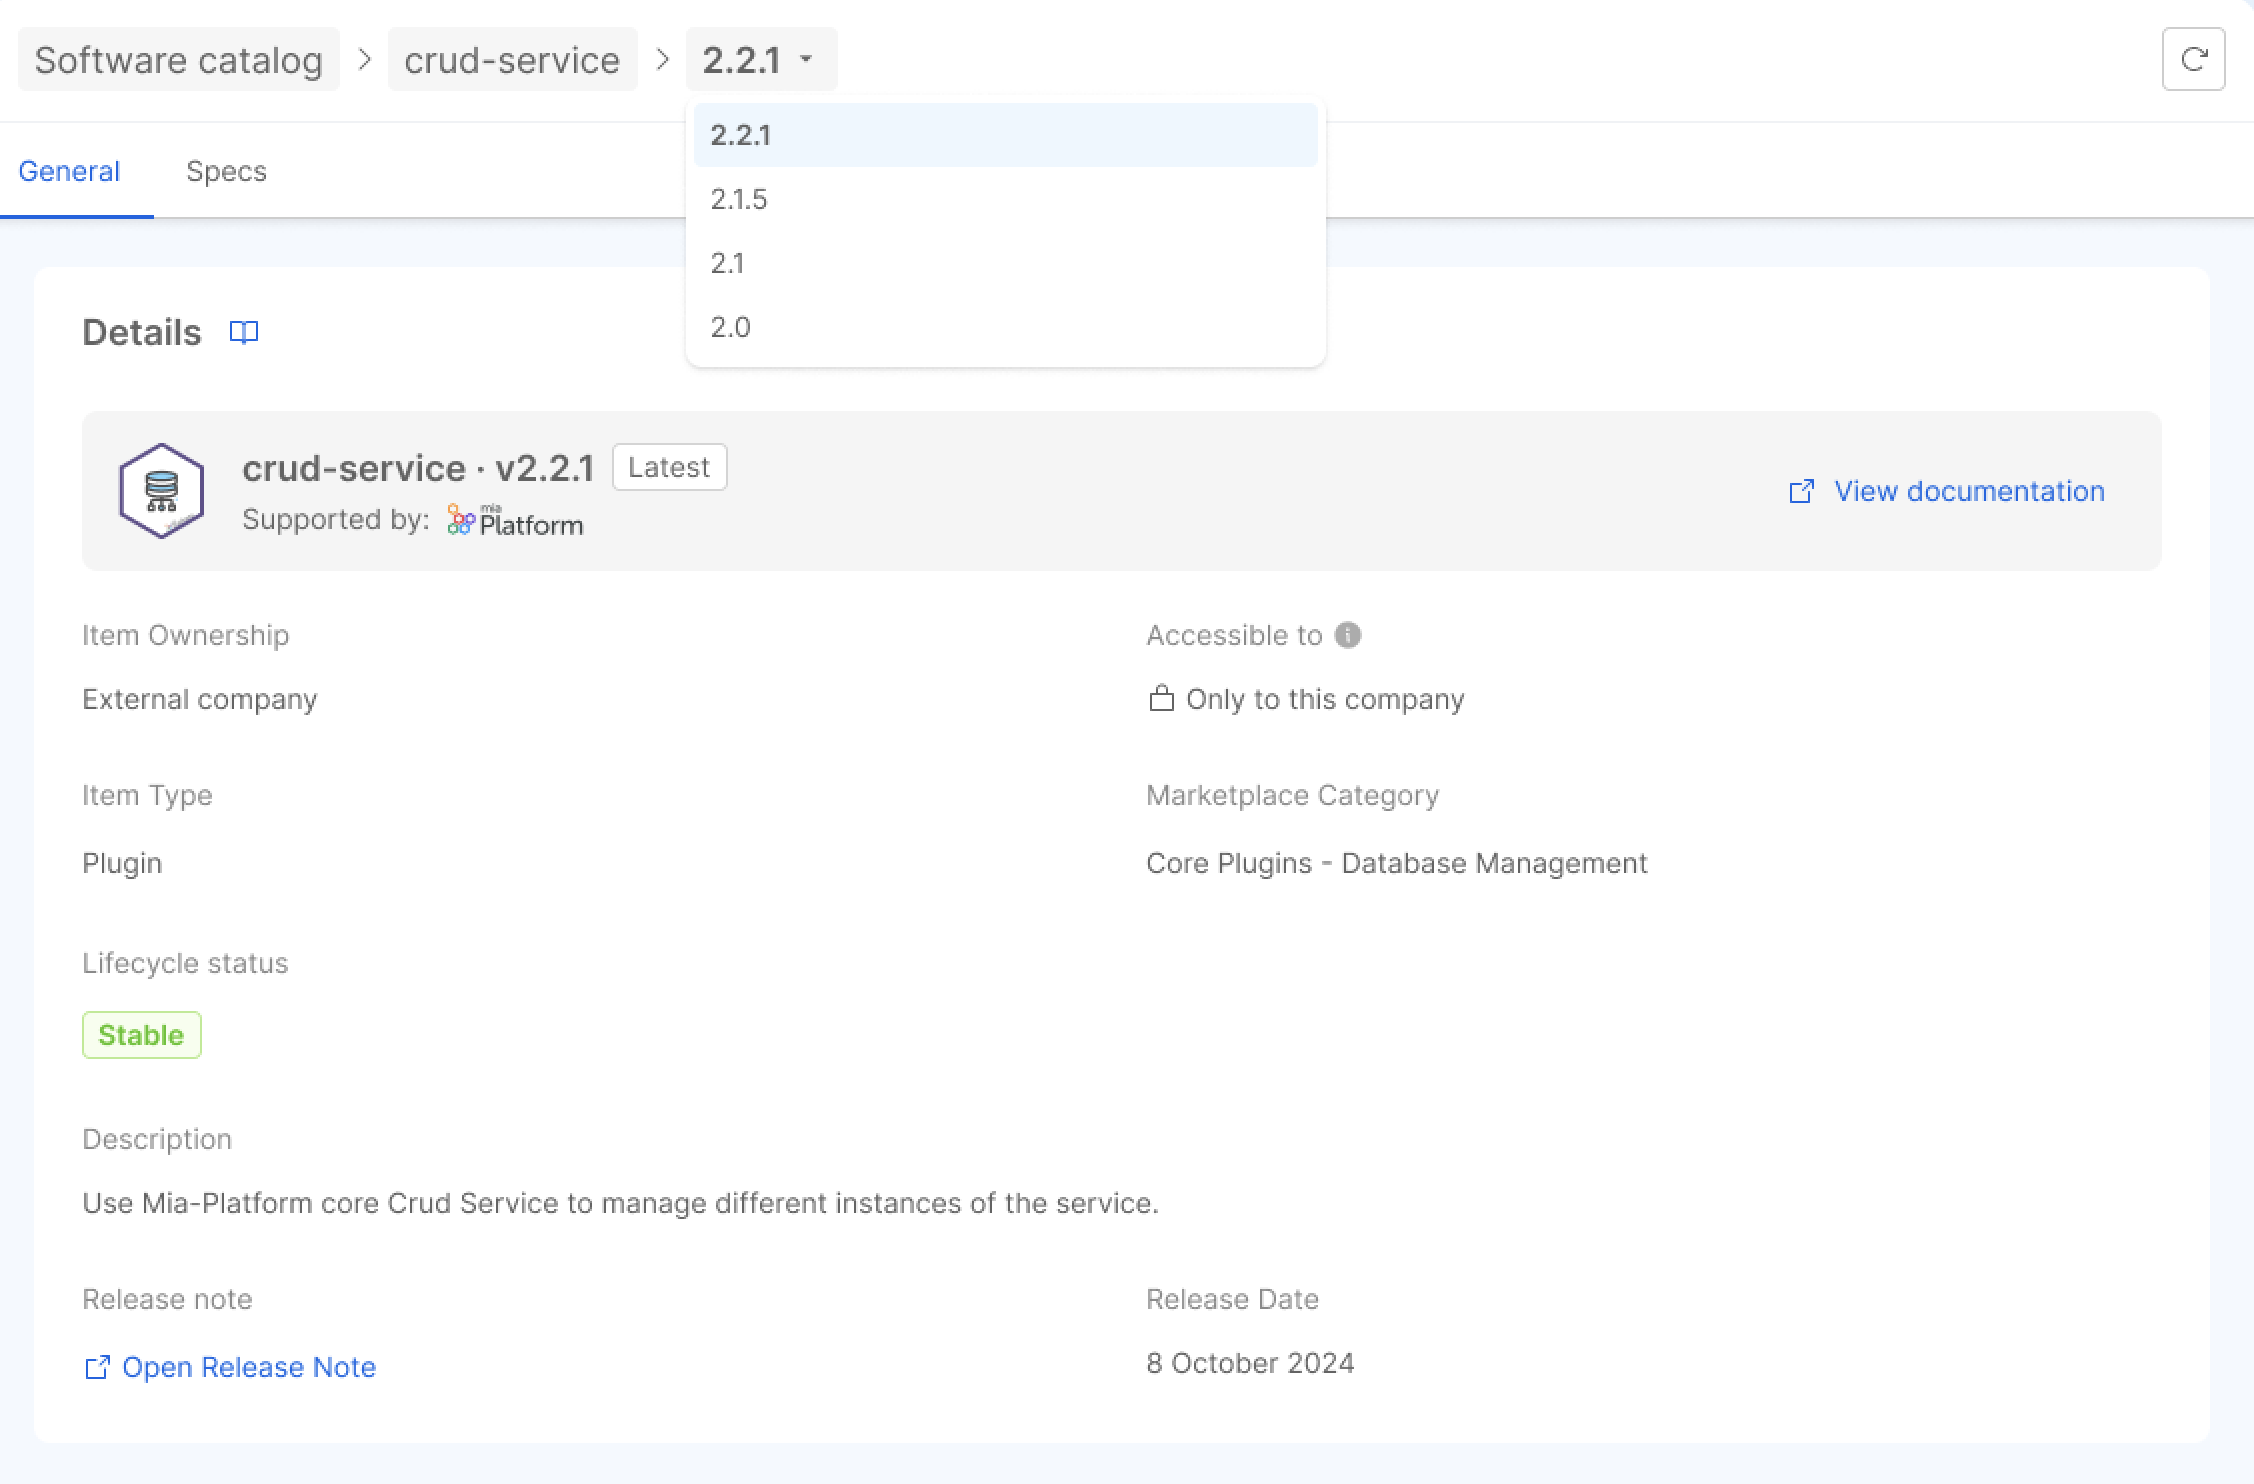 Software catalog > crud-service > 2.2.1
2.2.1
2.1.5
2.1
2.0
General Specs
Details
crud-service · v2.2.1 Latest
Supported by: mia Platform
View documentation
Item Ownership
External company
Accessible to
Only to this company
Item Type
Plugin
Marketplace Category
Core Plugins - Database Management
Lifecycle status
Stable
Description
Use Mia-Platform core Crud Service to manage different instances of the service.
Release note
Open Release Note
Release Date
8 October 2024